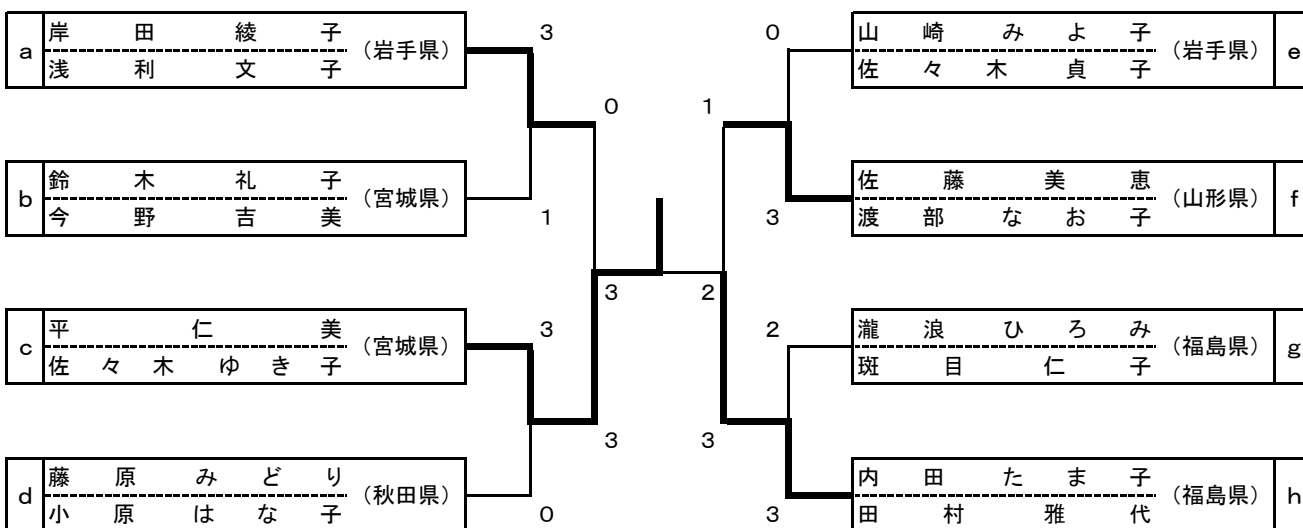 a
岸田綾子
浅利文子
(岩手県)
3
b
鈴木礼子
今野吉美
(宮城県)
1
c
平仁美
佐々木ゆき子
(宮城県)
3
d
藤原みどり
小原はな子
(秋田県)
0
0
3
3
2
1
3
0
山崎みよ子
佐々木貞子
(岩手県)
e
3
佐藤美恵
渡部なお子
(山形県)
f
2
瀧浪ひろみ
斑目仁子
(福島県)
g
3
内田たま子
田村雅代
(福島県)
h